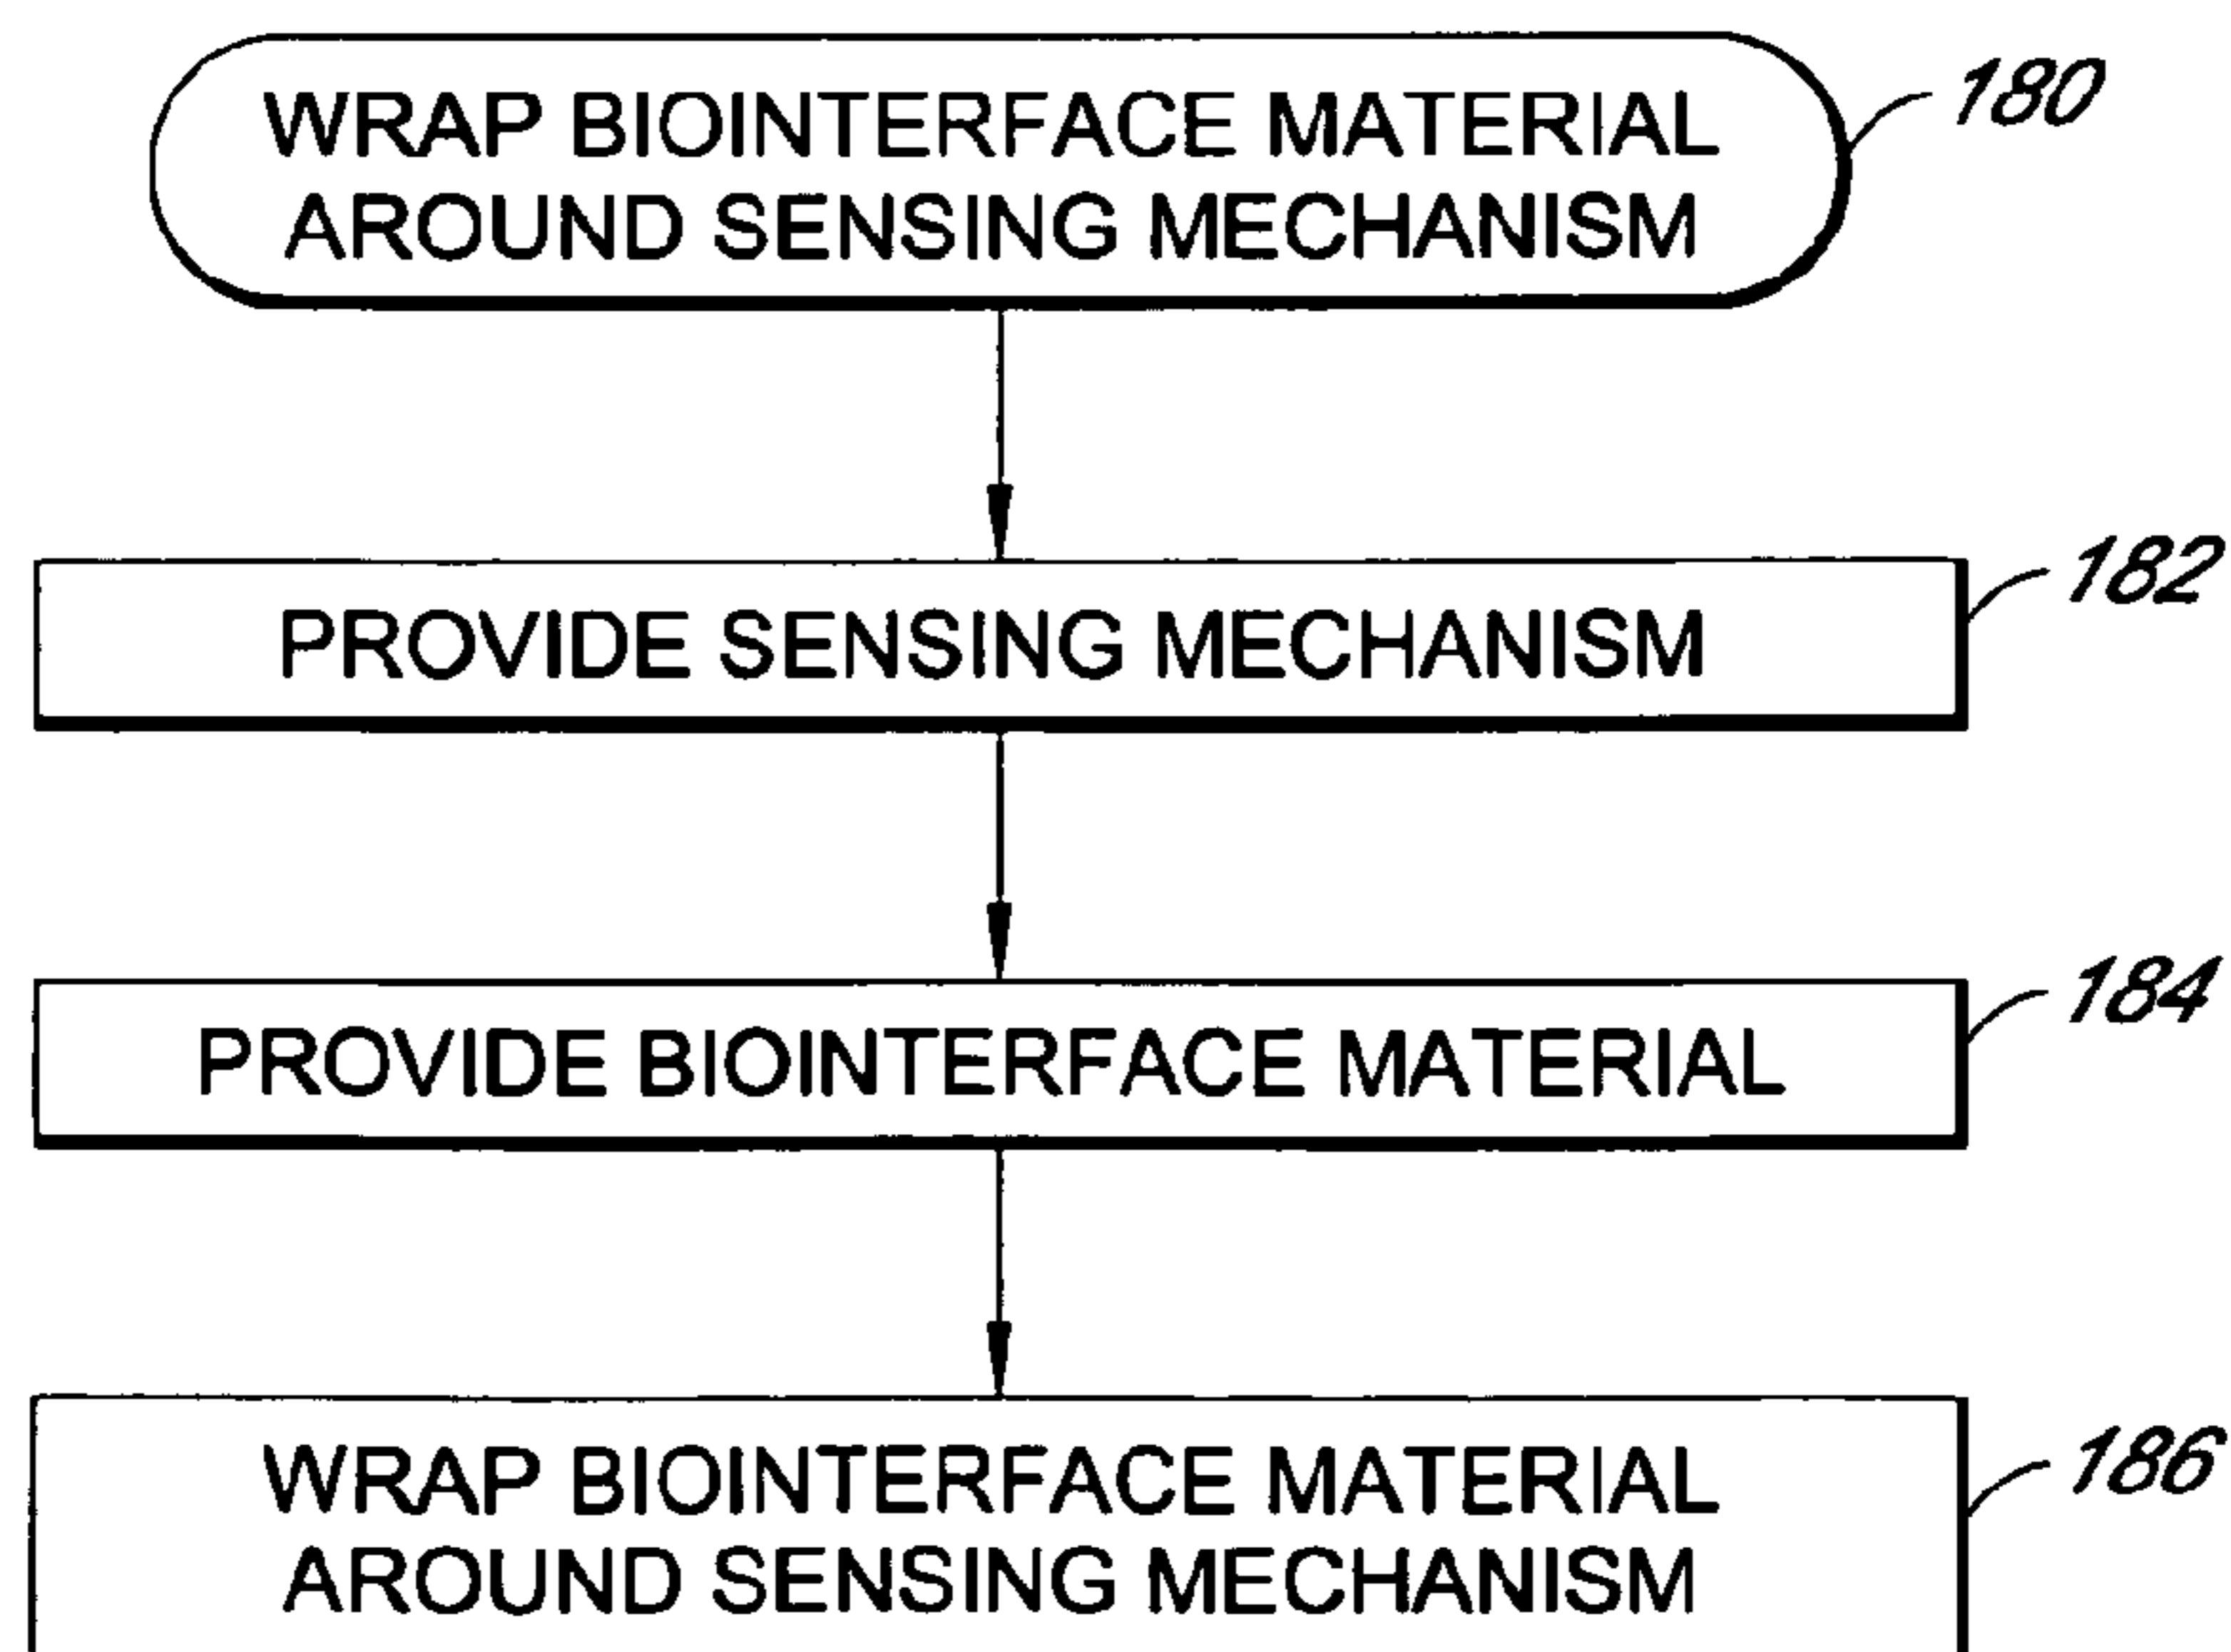 WRAP BIOINTERFACE MATERIAL
AROUND SENSING MECHANISM
180
PROVIDE SENSING MECHANISM
182
PROVIDE BIOINTERFACE MATERIAL
184
WRAP BIOINTERFACE MATERIAL
AROUND SENSING MECHANISM
186